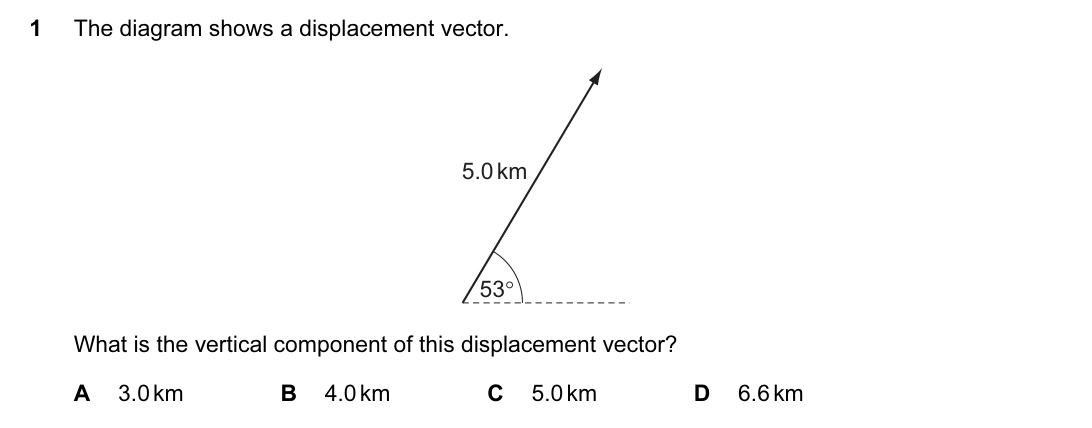 1 The diagram shows a displacement vector.
5.0 km
53°
What is the vertical component of this displacement vector?
A 3.0 km B 4.0 km C 5.0 km D 6.6 km